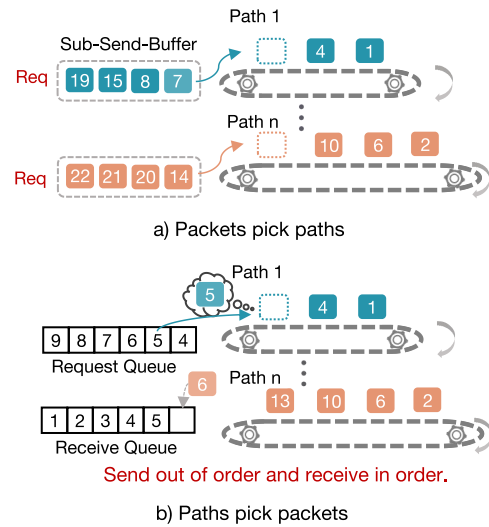 Path 1
Sub-Send-Buffer
Req 19 15 8 7 4 1
Path n
Req 22 21 20 14 10 6 2
a) Packets pick paths
Path 1
5 4 1
9 8 7 6 5 4
Request Queue
Path n
6 13 10 6 2
1 2 3 4 5
Receive Queue
Send out of order and receive in order.
b) Paths pick packets